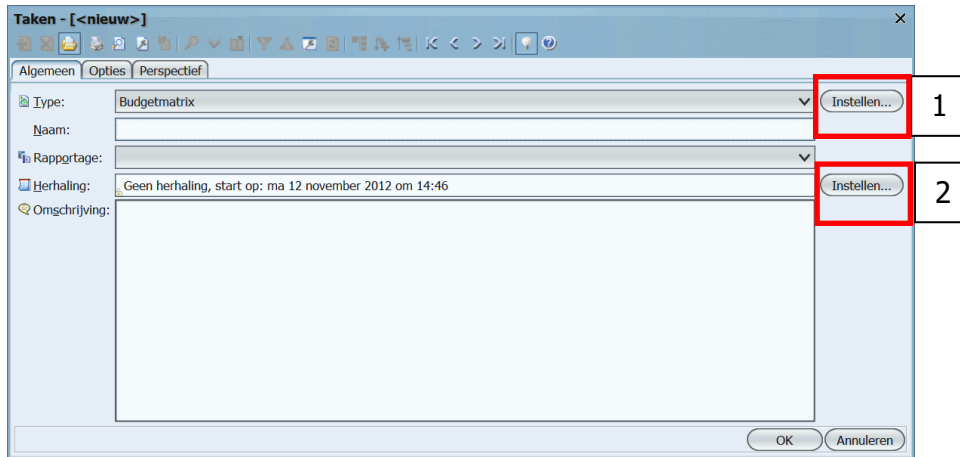 Taken - [<nieuw>]
Algemeen Opties Perspectief
Type: Budgetmatrix Instellen... 1
Naam:
Rapportage:
Herhaling: Geen herhaling, start op: ma 12 november 2012 om 14:46 Instellen... 2
Omschrijving:
OK Annuleren